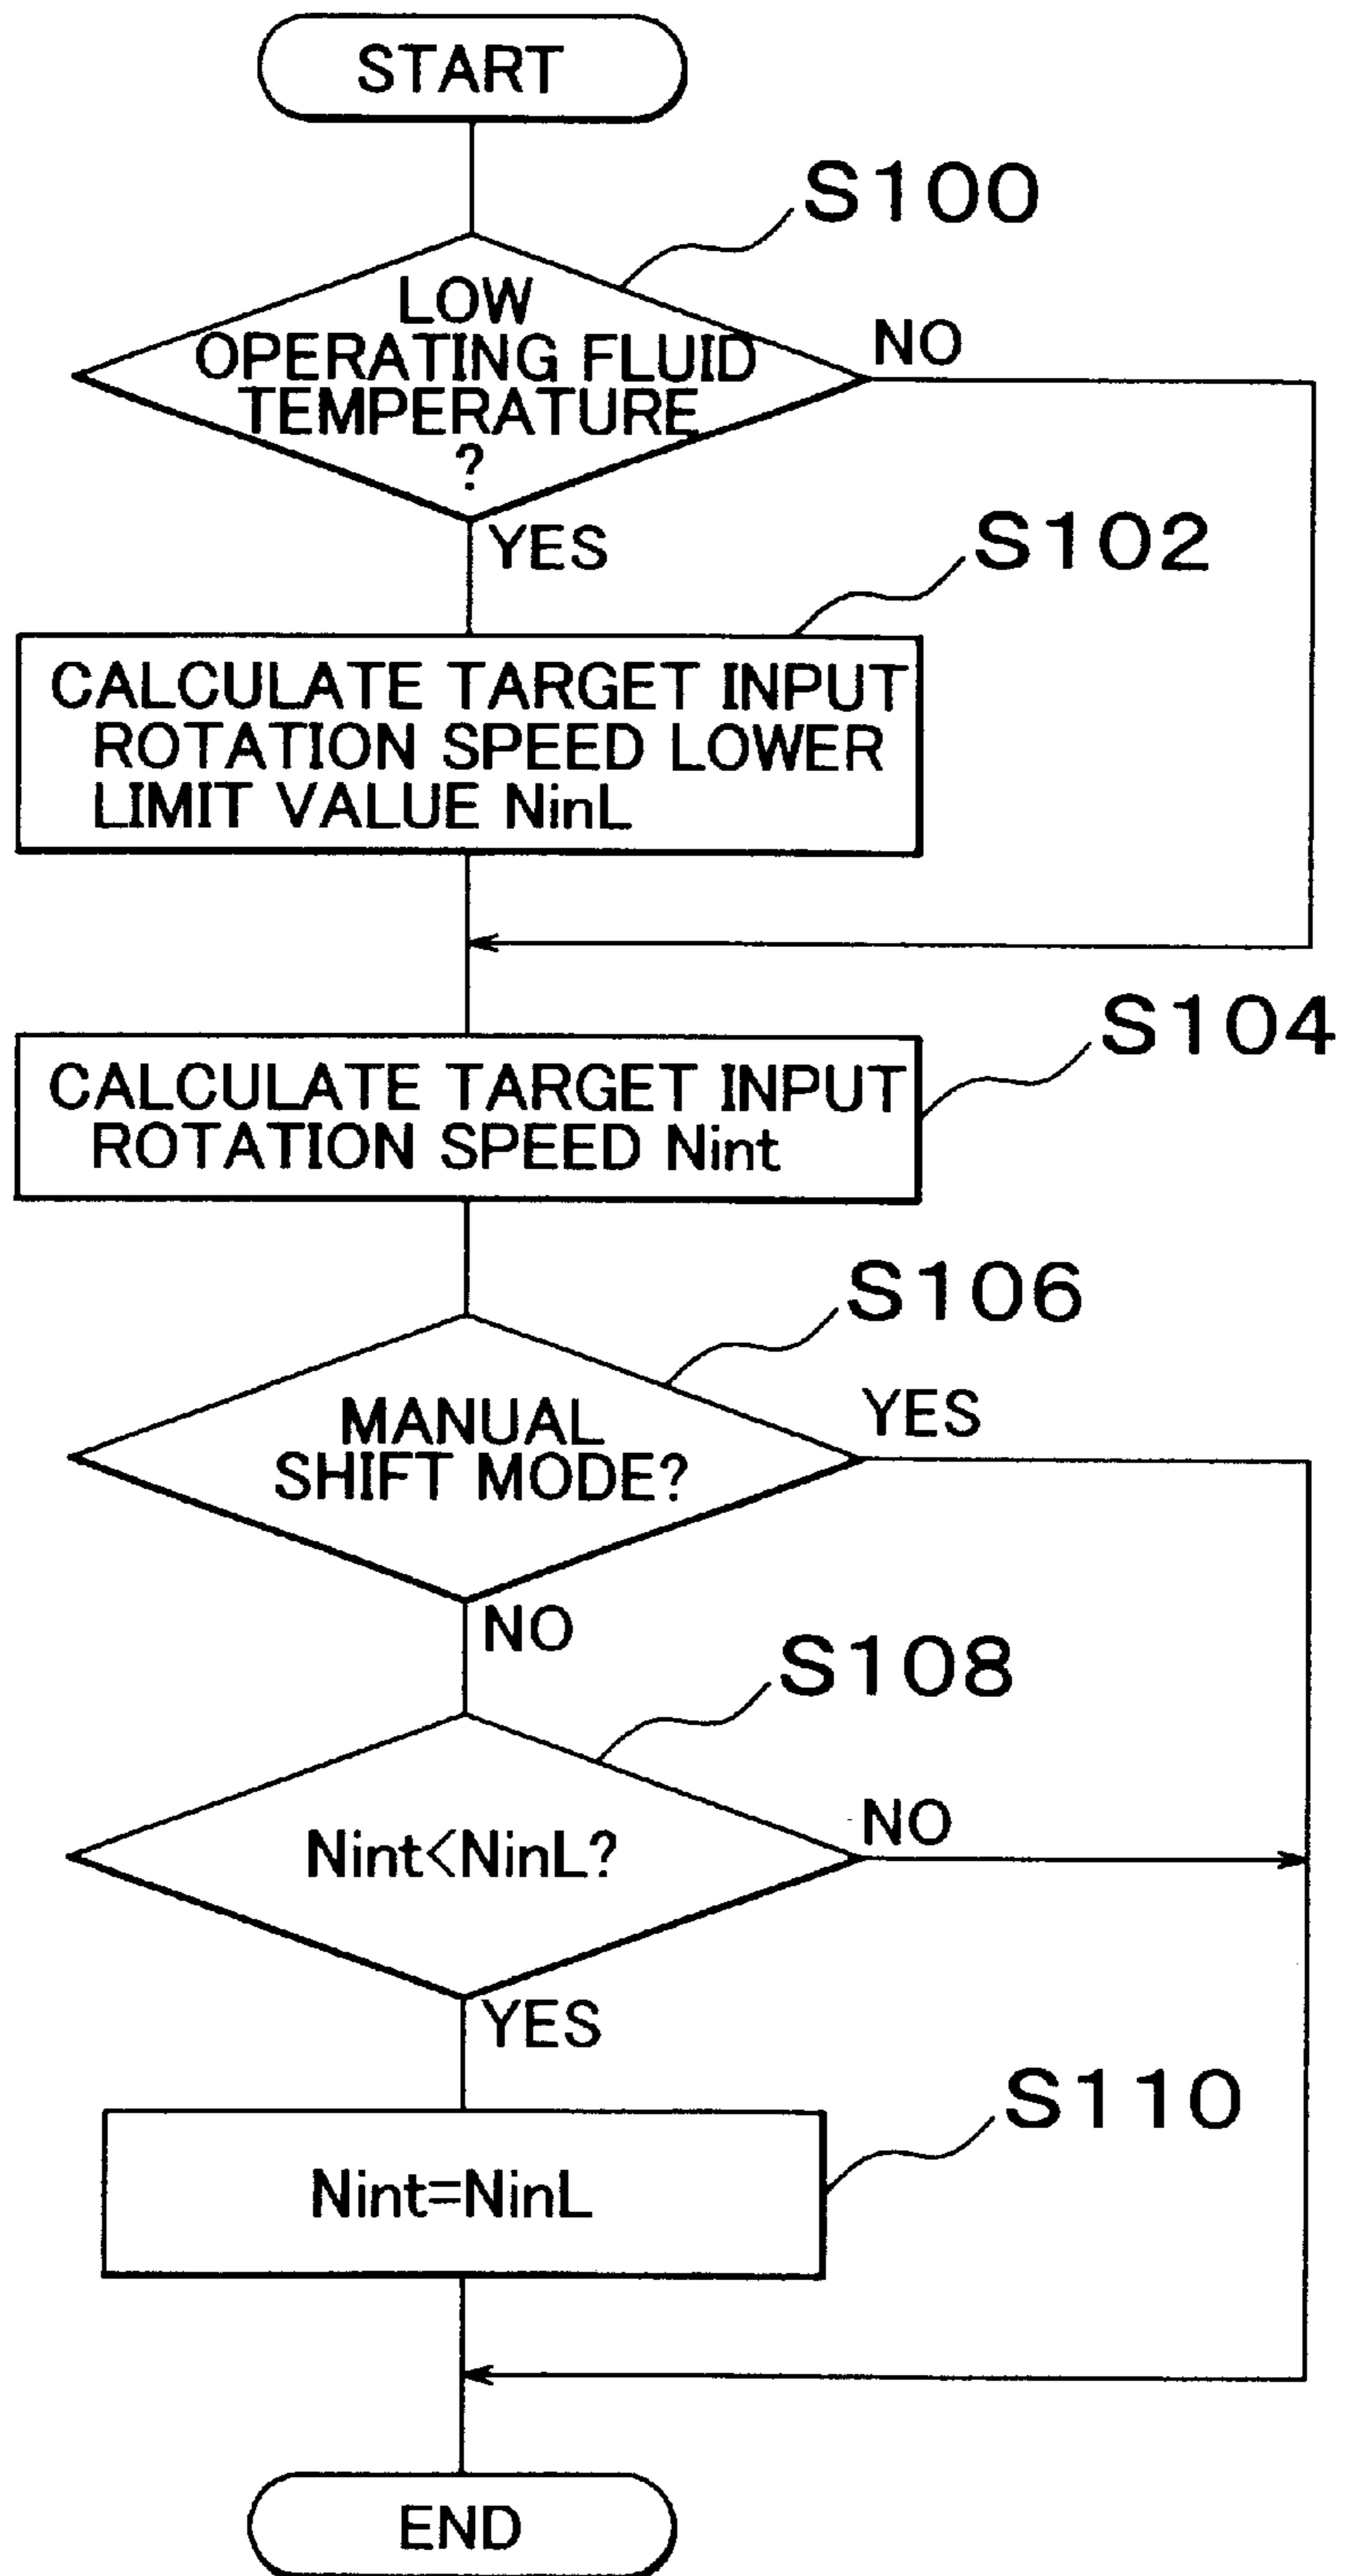 START
S100
LOW
OPERATING FLUID
TEMPERATURE
?
NO
YES
S102
CALCULATE TARGET INPUT
ROTATION SPEED LOWER
LIMIT VALUE NinL
S104
CALCULATE TARGET INPUT
ROTATION SPEED Nint
S106
MANUAL
SHIFT MODE?
YES
NO
S108
Nint<NinL?
NO
YES
S110
Nint=NinL
END